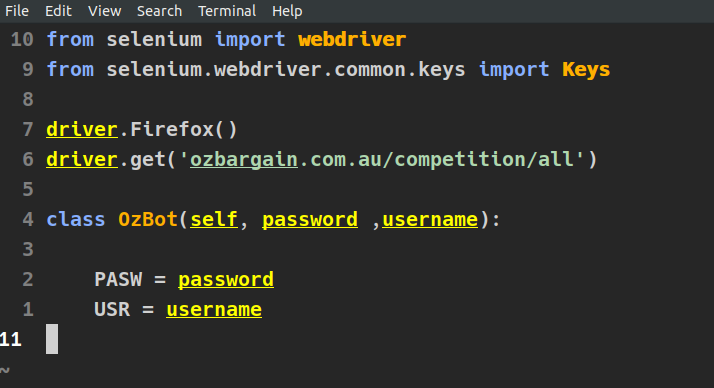 File Edit View Search Terminal Help
10 from selenium import webdriver
9 from selenium.webdriver.common.keys import Keys
8
7 driver.Firefox()
6 driver.get('ozbargain.com.au/competition/all')
5
4 class OzBot(self, password ,username):
3
2     PASW = password
1     USR = username
11
~